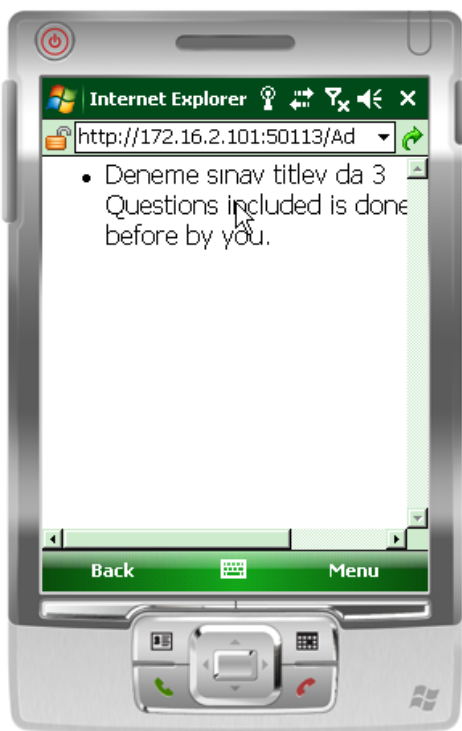 Internet Explorer
http://172.16.2.101:50113/Ad
• Deneme sınav titlev da 3
Questions included is done
before by you.
Back
Menu